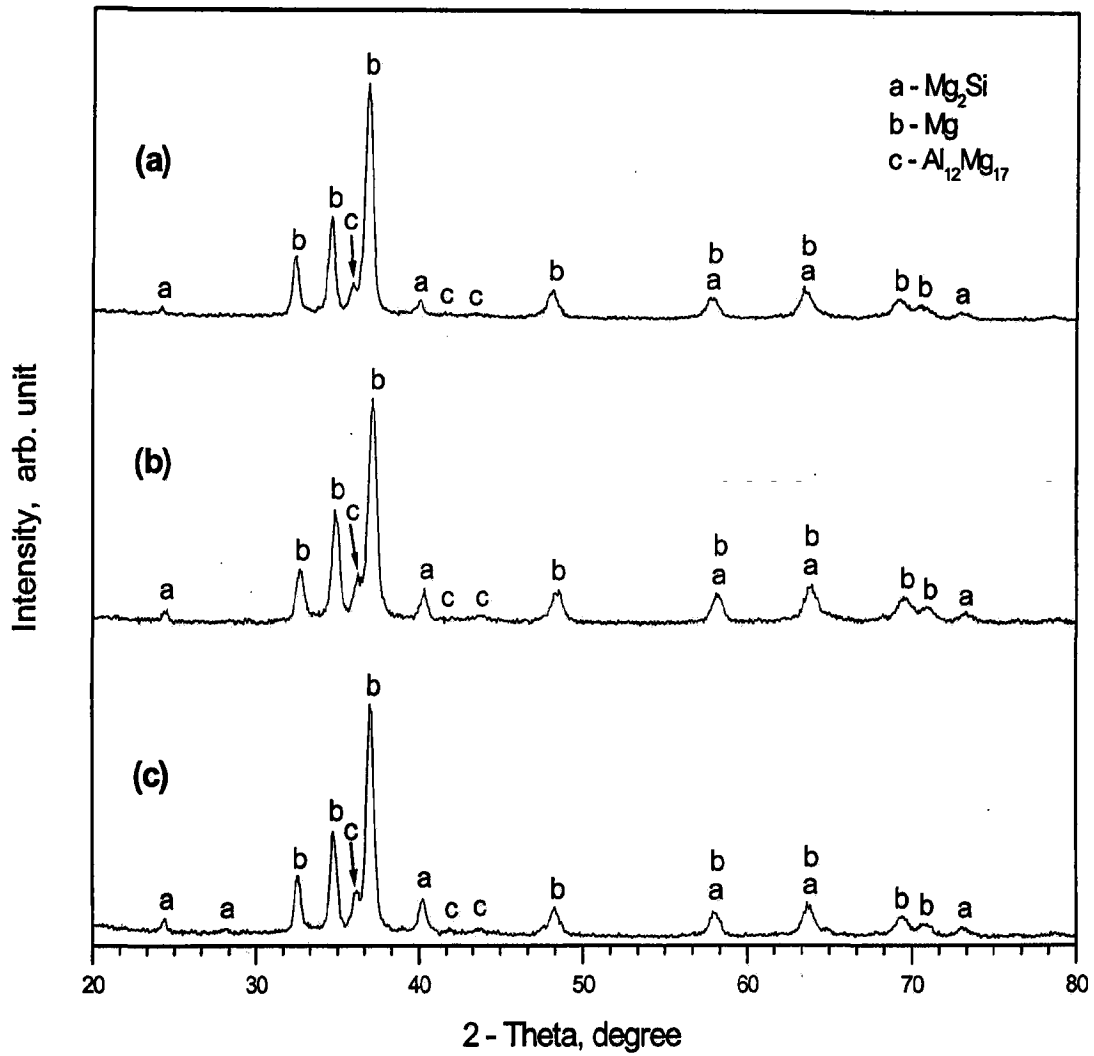 a - Mg₂Si
b - Mg
c - Al₁₂Mg₁₇
(a)
a b b c b a c c b b a b a b b a
(b)
a b b c b a c c b b a b a b b a
(c)
a a b b c b a c c b b a b a b b a
Intensity, arb. unit
20 30 40 50 60 70 80
2 - Theta, degree